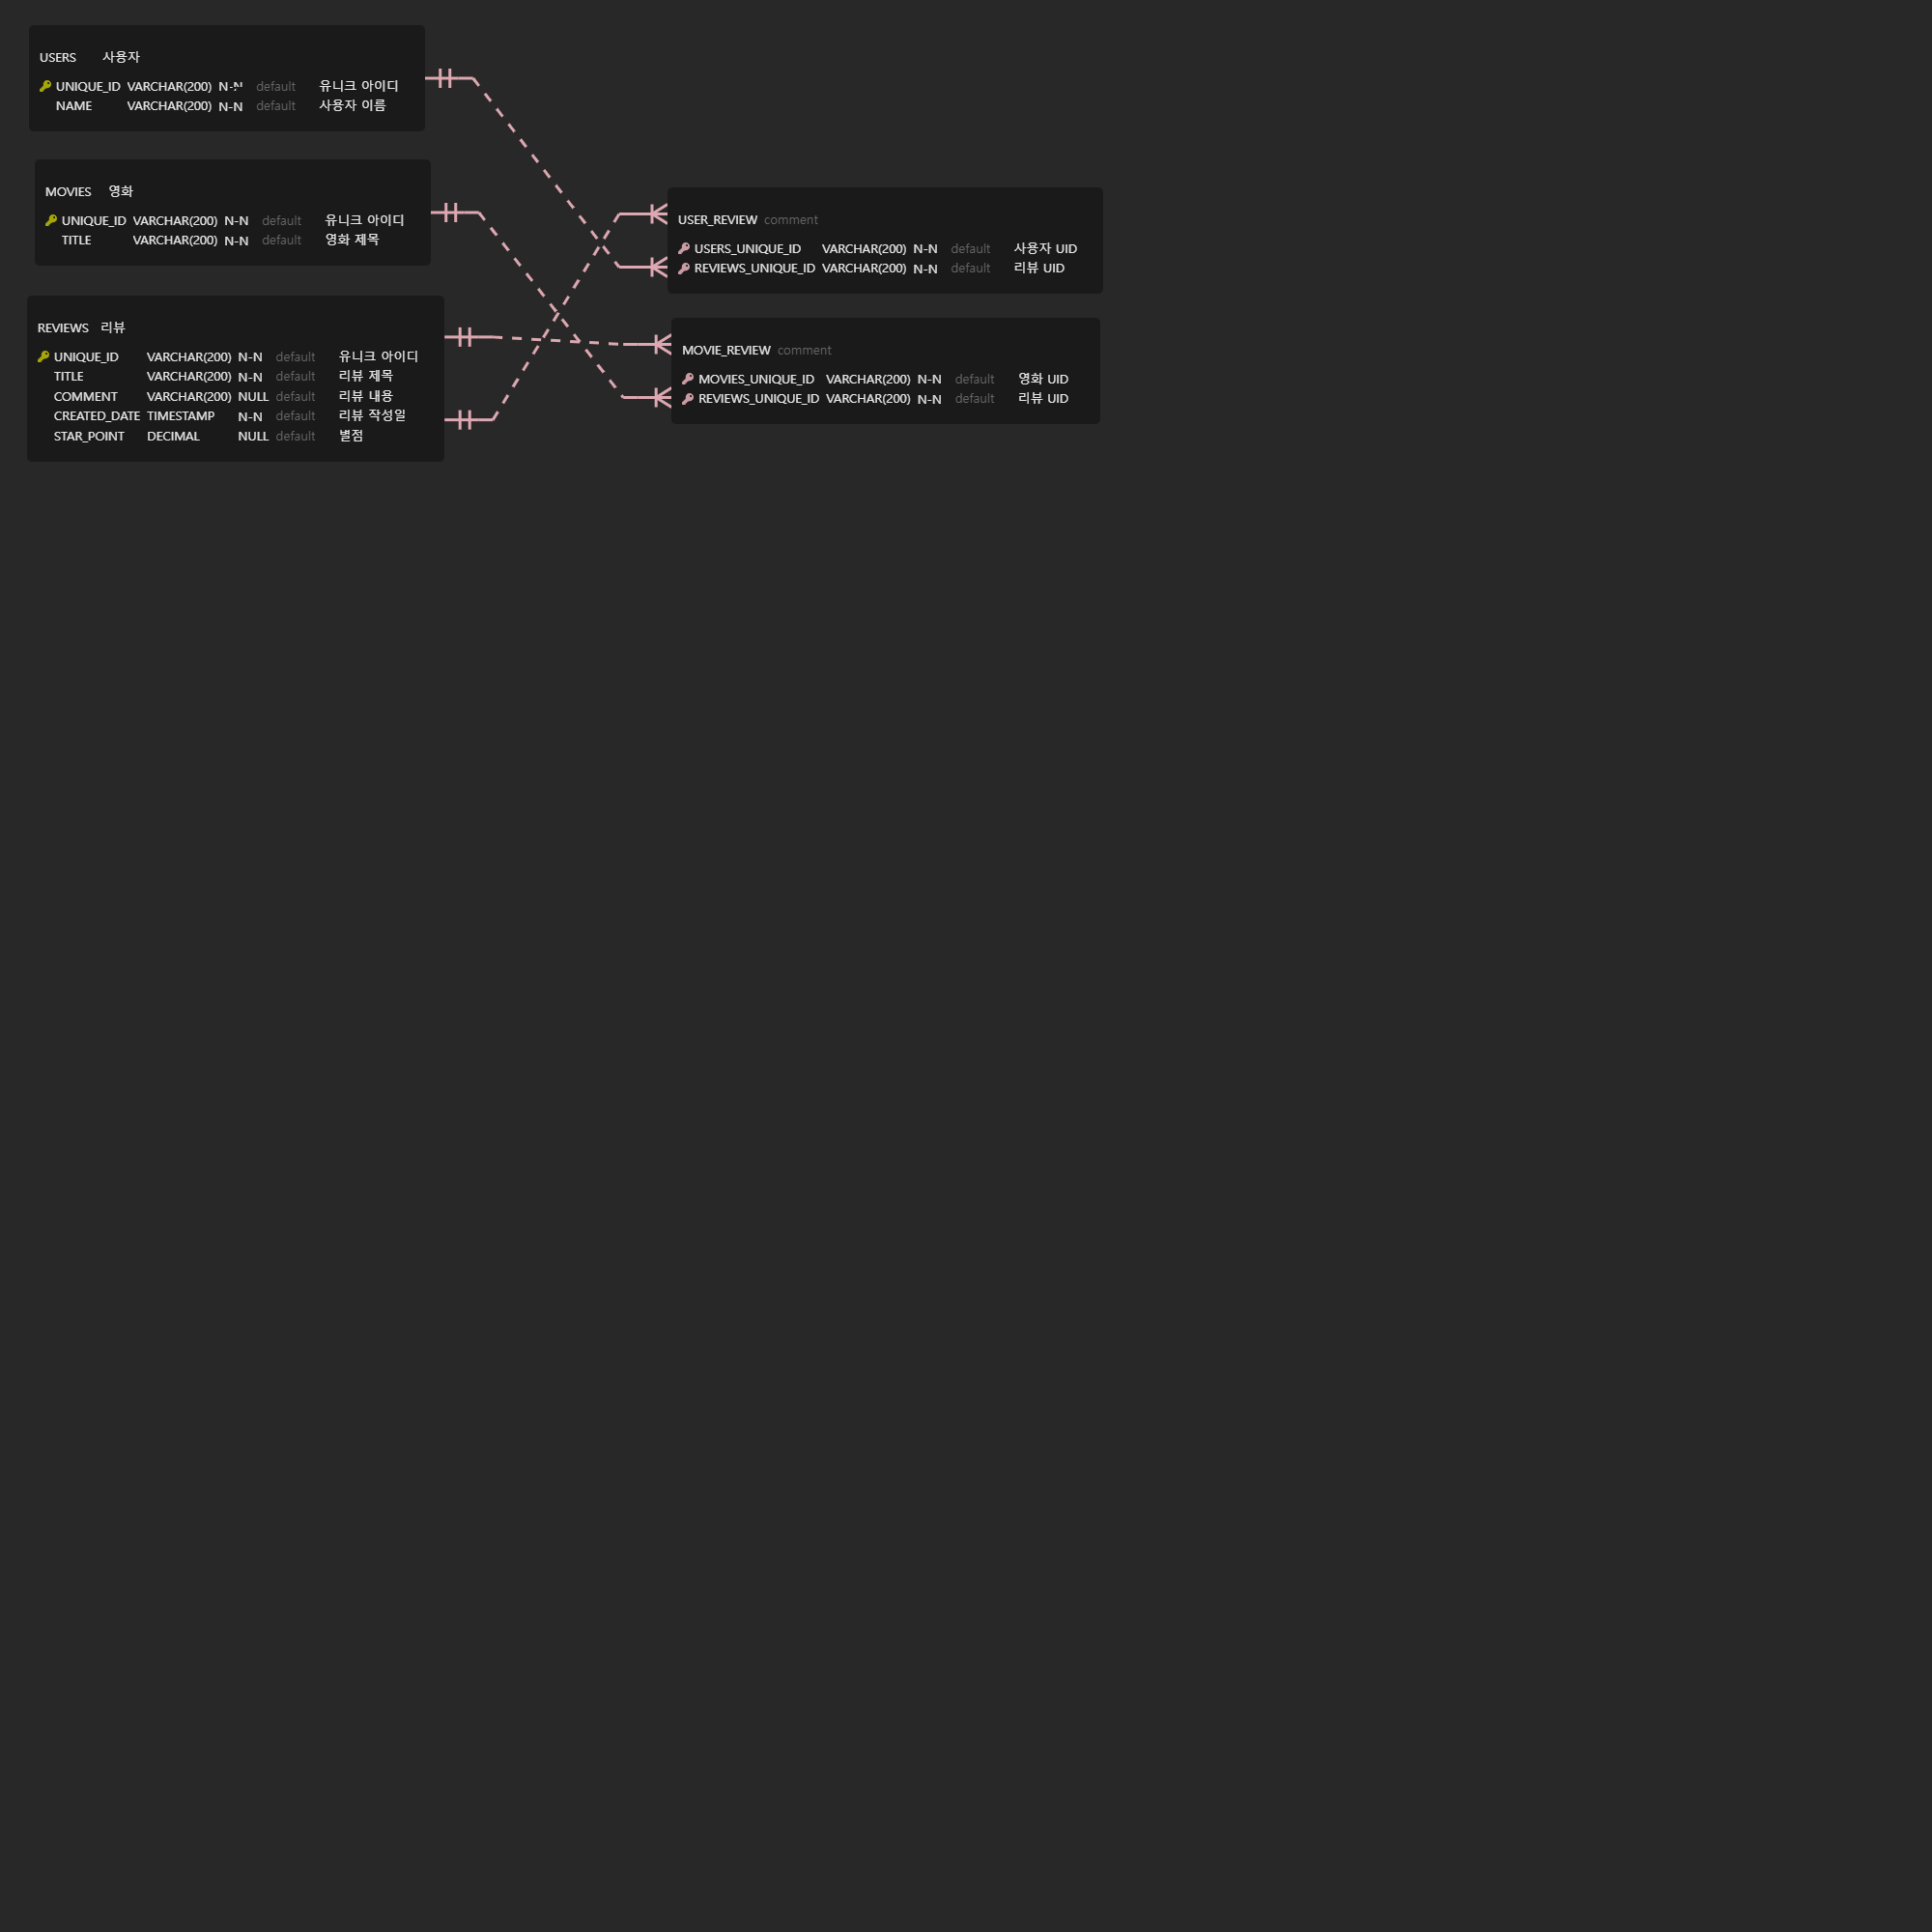 USERS 사용자
UNIQUE_ID VARCHAR(200) N-N default 유니크 아이디
NAME VARCHAR(200) N-N default 사용자 이름
MOVIES 영화
UNIQUE_ID VARCHAR(200) N-N default 유니크 아이디
TITLE VARCHAR(200) N-N default 영화 제목
REVIEWS 리뷰
UNIQUE_ID VARCHAR(200) N-N default 유니크 아이디
TITLE VARCHAR(200) N-N default 리뷰 제목
COMMENT VARCHAR(200) NULL default 리뷰 내용
CREATED_DATE TIMESTAMP N-N default 리뷰 작성일
STAR_POINT DECIMAL NULL default 별점
USER_REVIEW comment
USERS_UNIQUE_ID VARCHAR(200) N-N default 사용자 UID
REVIEWS_UNIQUE_ID VARCHAR(200) N-N default 리뷰 UID
MOVIE_REVIEW comment
MOVIES_UNIQUE_ID VARCHAR(200) N-N default 영화 UID
REVIEWS_UNIQUE_ID VARCHAR(200) N-N default 리뷰 UID